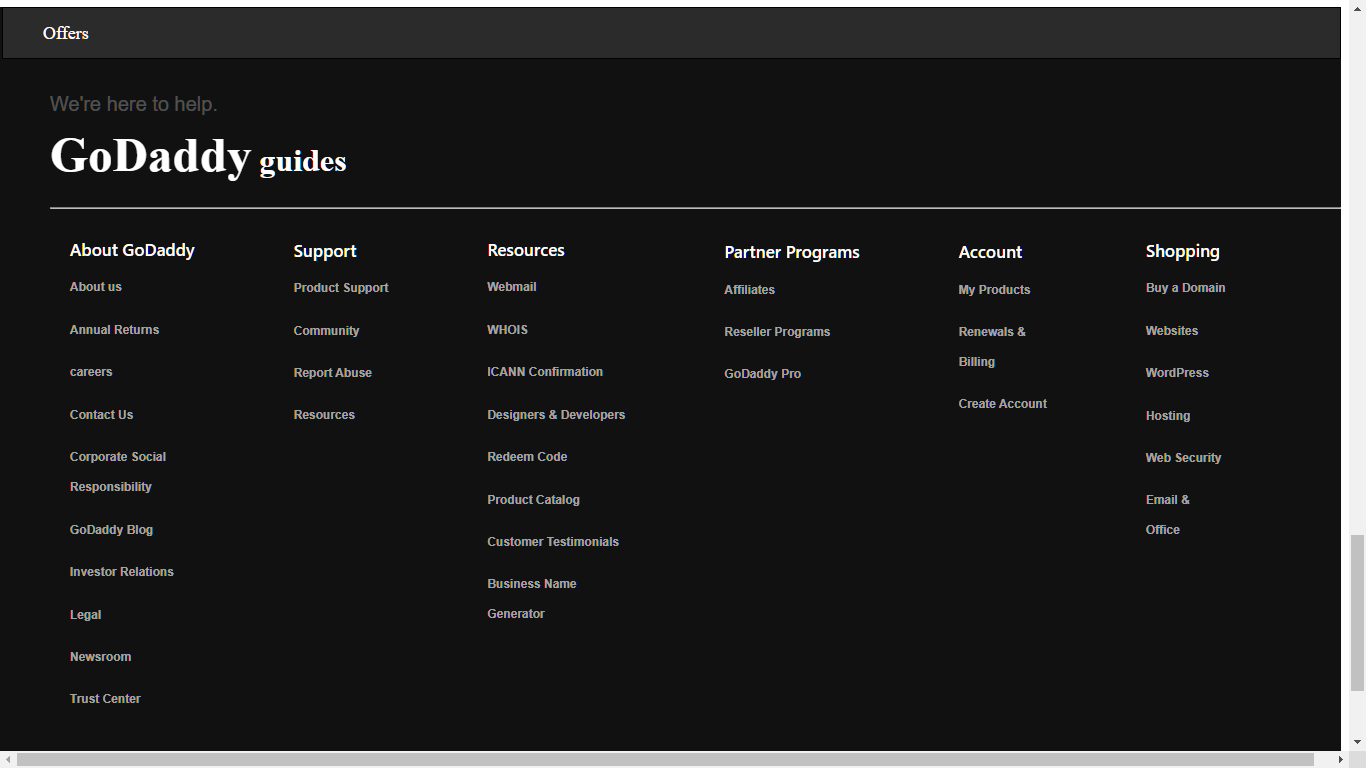 Offers
We're here to help.
GoDaddy guides
About GoDaddy
About us
Annual Returns
careers
Contact Us
Corporate Social
Responsibility
GoDaddy Blog
Investor Relations
Legal
Newsroom
Trust Center
Support
Product Support
Community
Report Abuse
Resources
Resources
Webmail
WHOIS
ICANN Confirmation
Designers & Developers
Redeem Code
Product Catalog
Customer Testimonials
Business Name
Generator
Partner Programs
Affiliates
Reseller Programs
GoDaddy Pro
Account
My Products
Renewals &
Billing
Create Account
Shopping
Buy a Domain
Websites
WordPress
Hosting
Web Security
Email &
Office